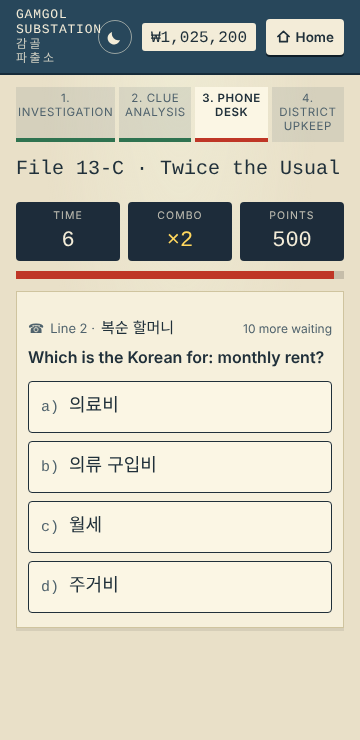 GAMGOL
SUBSTATION
감골
파출소
₩1,025,200
Home
1.
INVESTIGATION
2. CLUE
ANALYSIS
3. PHONE
DESK
4.
DISTRICT
UPKEEP
File 13-C · Twice the Usual
TIME
6
COMBO
×2
POINTS
500
☎ Line 2 · 복순 할머니
10 more waiting
Which is the Korean for: monthly rent?
a) 의료비
b) 의류 구입비
c) 월세
d) 주거비